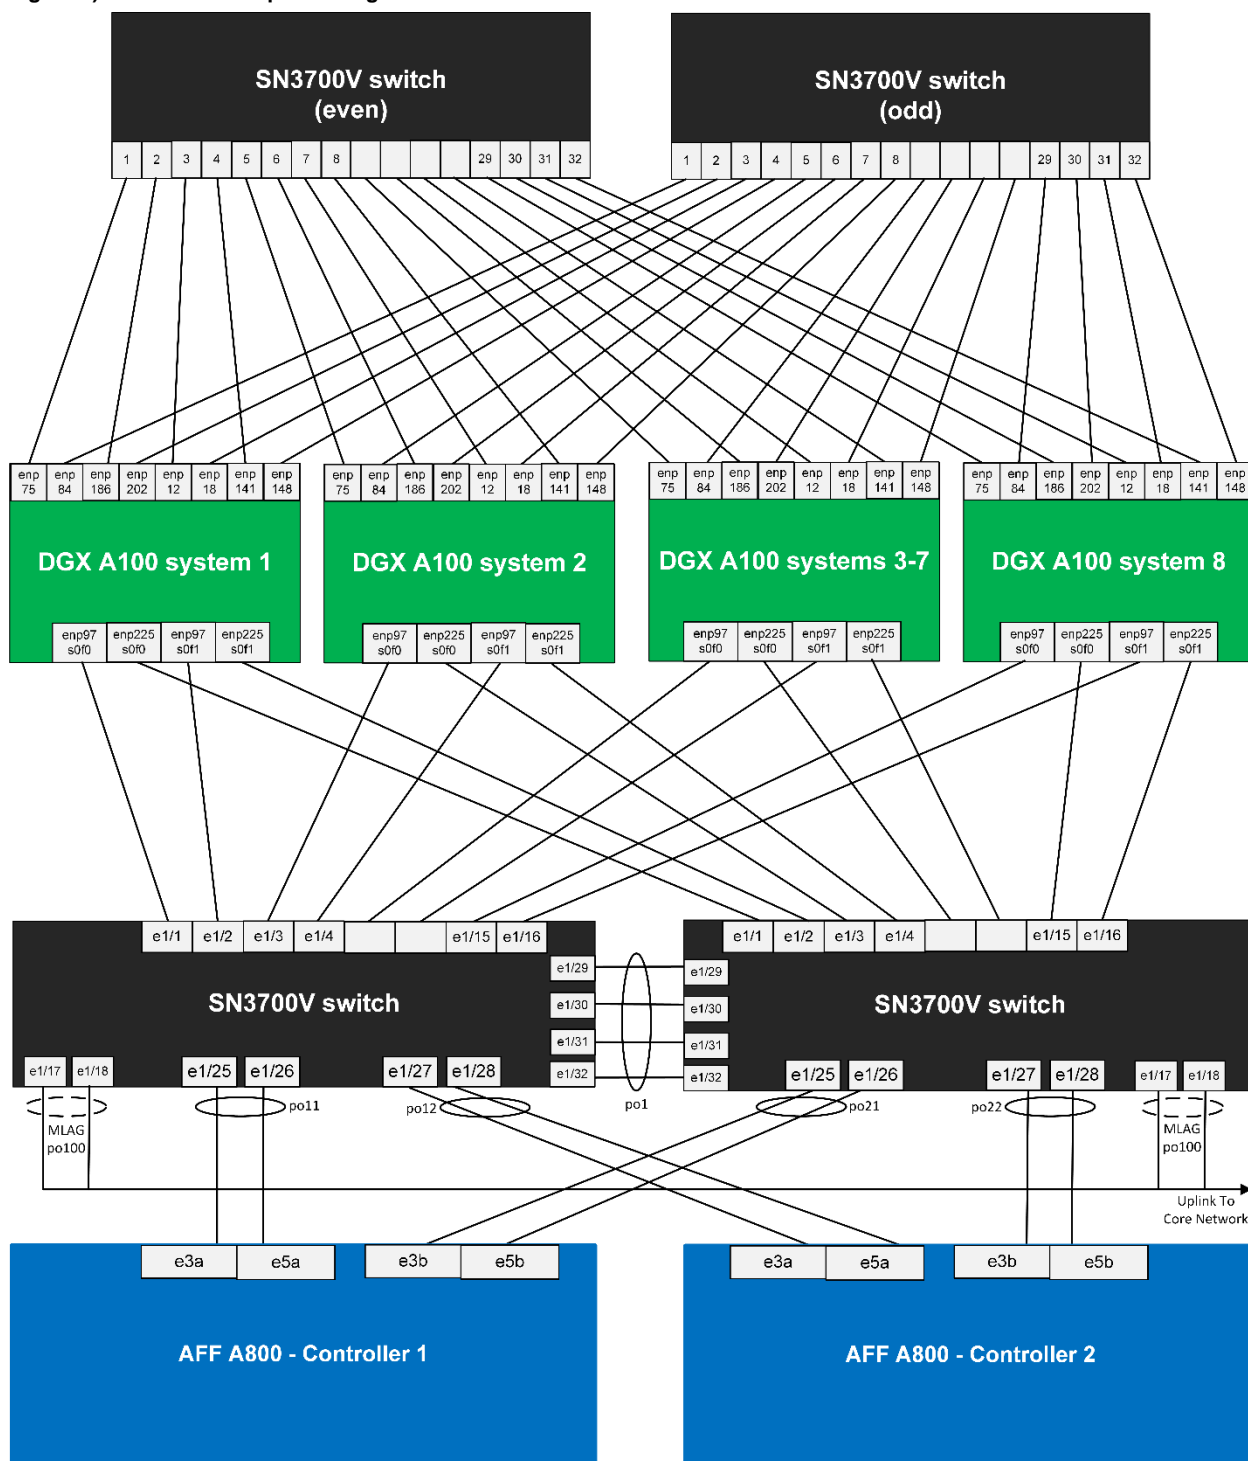 SN3700V switch
(even)
SN3700V switch
(odd)
1 2 3 4 5 6 7 8 29 30 31 32
1 2 3 4 5 6 7 8 29 30 31 32
enp 75 enp 84 enp 186 enp 202 enp 12 enp 18 enp 141 enp 148
enp 75 enp 84 enp 186 enp 202 enp 12 enp 18 enp 141 enp 148
enp 75 enp 84 enp 186 enp 202 enp 12 enp 18 enp 141 enp 148
enp 75 enp 84 enp 186 enp 202 enp 12 enp 18 enp 141 enp 148
DGX A100 system 1
DGX A100 system 2
DGX A100 systems 3-7
DGX A100 system 8
enp97 s0f0 enp225 s0f0 enp97 s0f1 enp225 s0f1
enp97 s0f0 enp225 s0f0 enp97 s0f1 enp225 s0f1
enp97 s0f0 enp225 s0f0 enp97 s0f1 enp225 s0f1
enp97 s0f0 enp225 s0f0 enp97 s0f1 enp225 s0f1
e1/1 e1/2 e1/3 e1/4 e1/15 e1/16
e1/29
e1/30
e1/31
e1/32
SN3700V switch
e1/17 e1/18 e1/25 e1/26 e1/27 e1/28
e1/1 e1/2 e1/3 e1/4 e1/15 e1/16
e1/29
e1/30
e1/31
e1/32
SN3700V switch
e1/25 e1/26 e1/27 e1/28 e1/17 e1/18
MLAG
po100
po11
po12
po1
po21
po22
MLAG
po100
Uplink To
Core Network
e3a e5a e3b e5b
e3a e5a e3b e5b
AFF A800 - Controller 1
AFF A800 - Controller 2